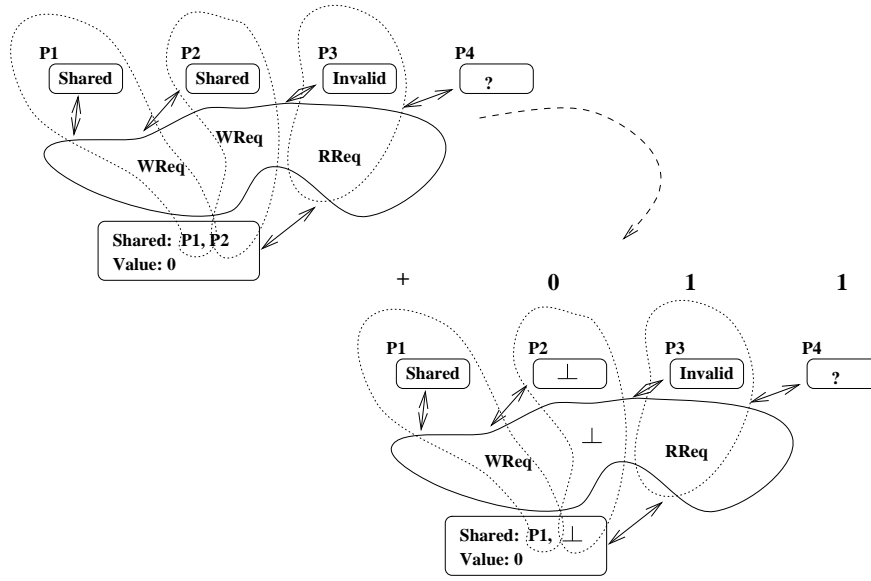 P1 P2 P3 P4
Shared Shared Invalid ?
WReq WReq RReq
Shared: P1, P2
Value: 0
+ 0 1 1
P1 P2 P3 P4
Shared ⊥ Invalid ?
WReq ⊥ RReq
Shared: P1, ⊥
Value: 0